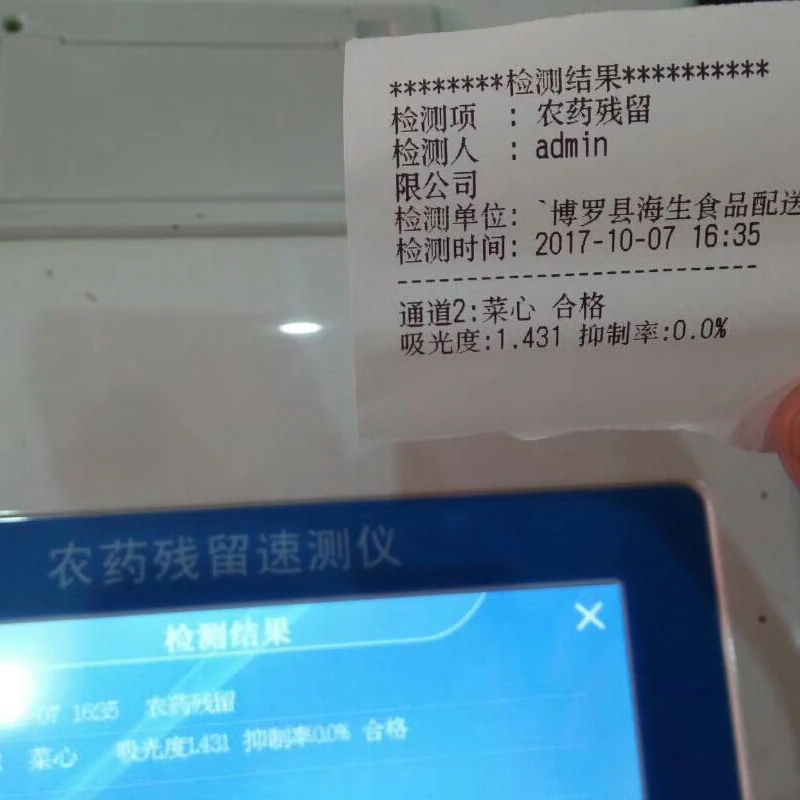 ********检测结果**********
检测项 : 农药残留
检测人 : admin
限公司
检测单位: `博罗县海生食品配送
检测时间: 2017-10-07 16:35
--------------------------
通道2:菜心 合格
吸光度:1.431 抑制率:0.0%
农药残留速测仪
检测结果
-07 1635 农药残留
菜心 吸光度1.431 抑制率0.0% 合格